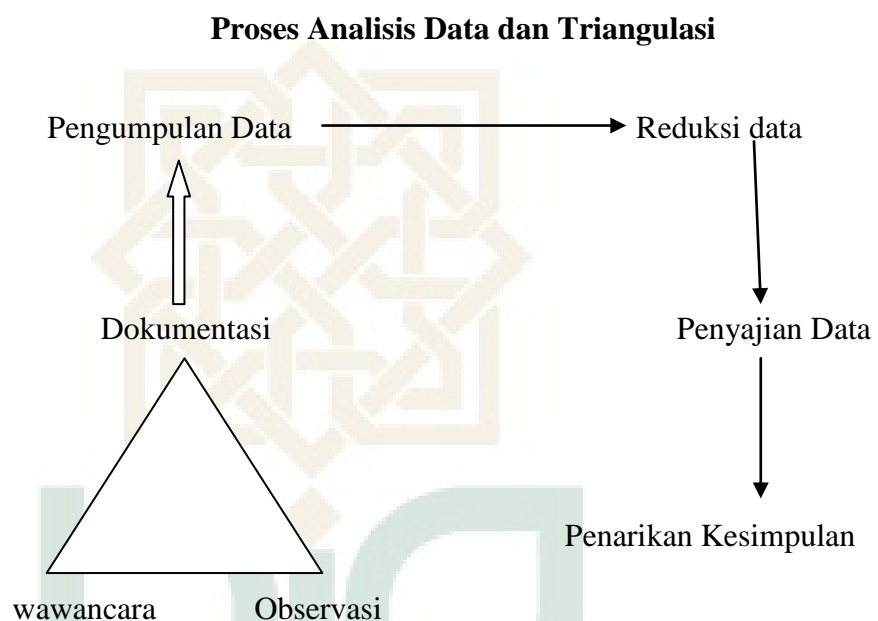 Proses Analisis Data dan Triangulasi
Pengumpulan Data
Reduksi data
Dokumentasi
Penyajian Data
Penarikan Kesimpulan
wawancara
Observasi